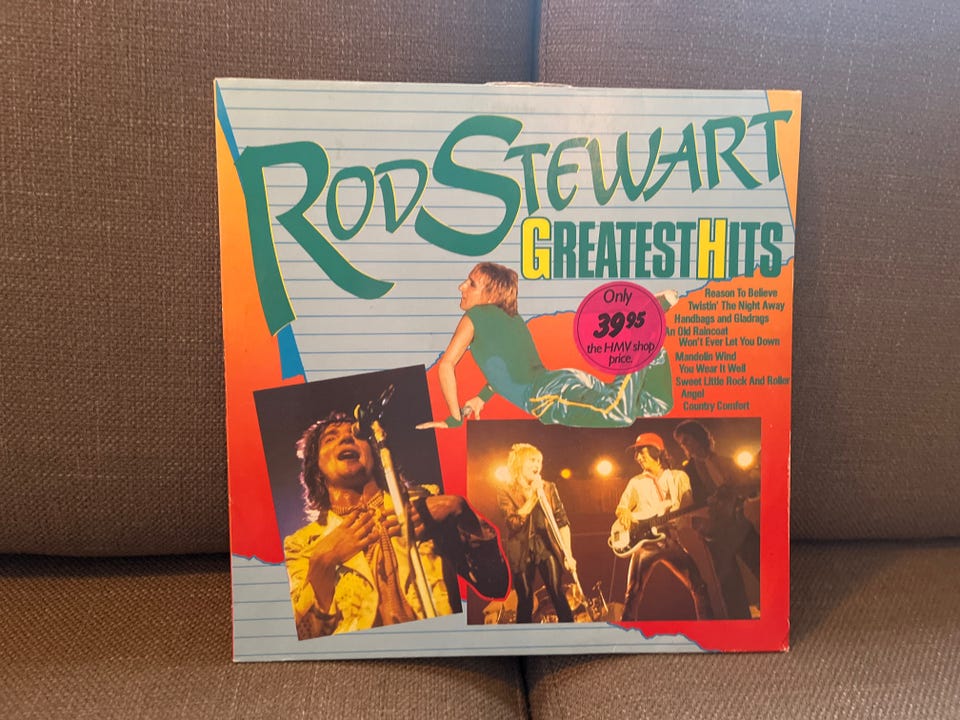 ROD STEWART
GREATEST HITS
Only
39 95
the HMV shop
price.
Reason To Believe
Twistin' The Night Away
Handbags and Gladrags
An Old Raincoat
Won't Ever Let You Down
Mandolin Wind
You Wear It Well
Sweet Little Rock And Roller
Angel
Country Comfort